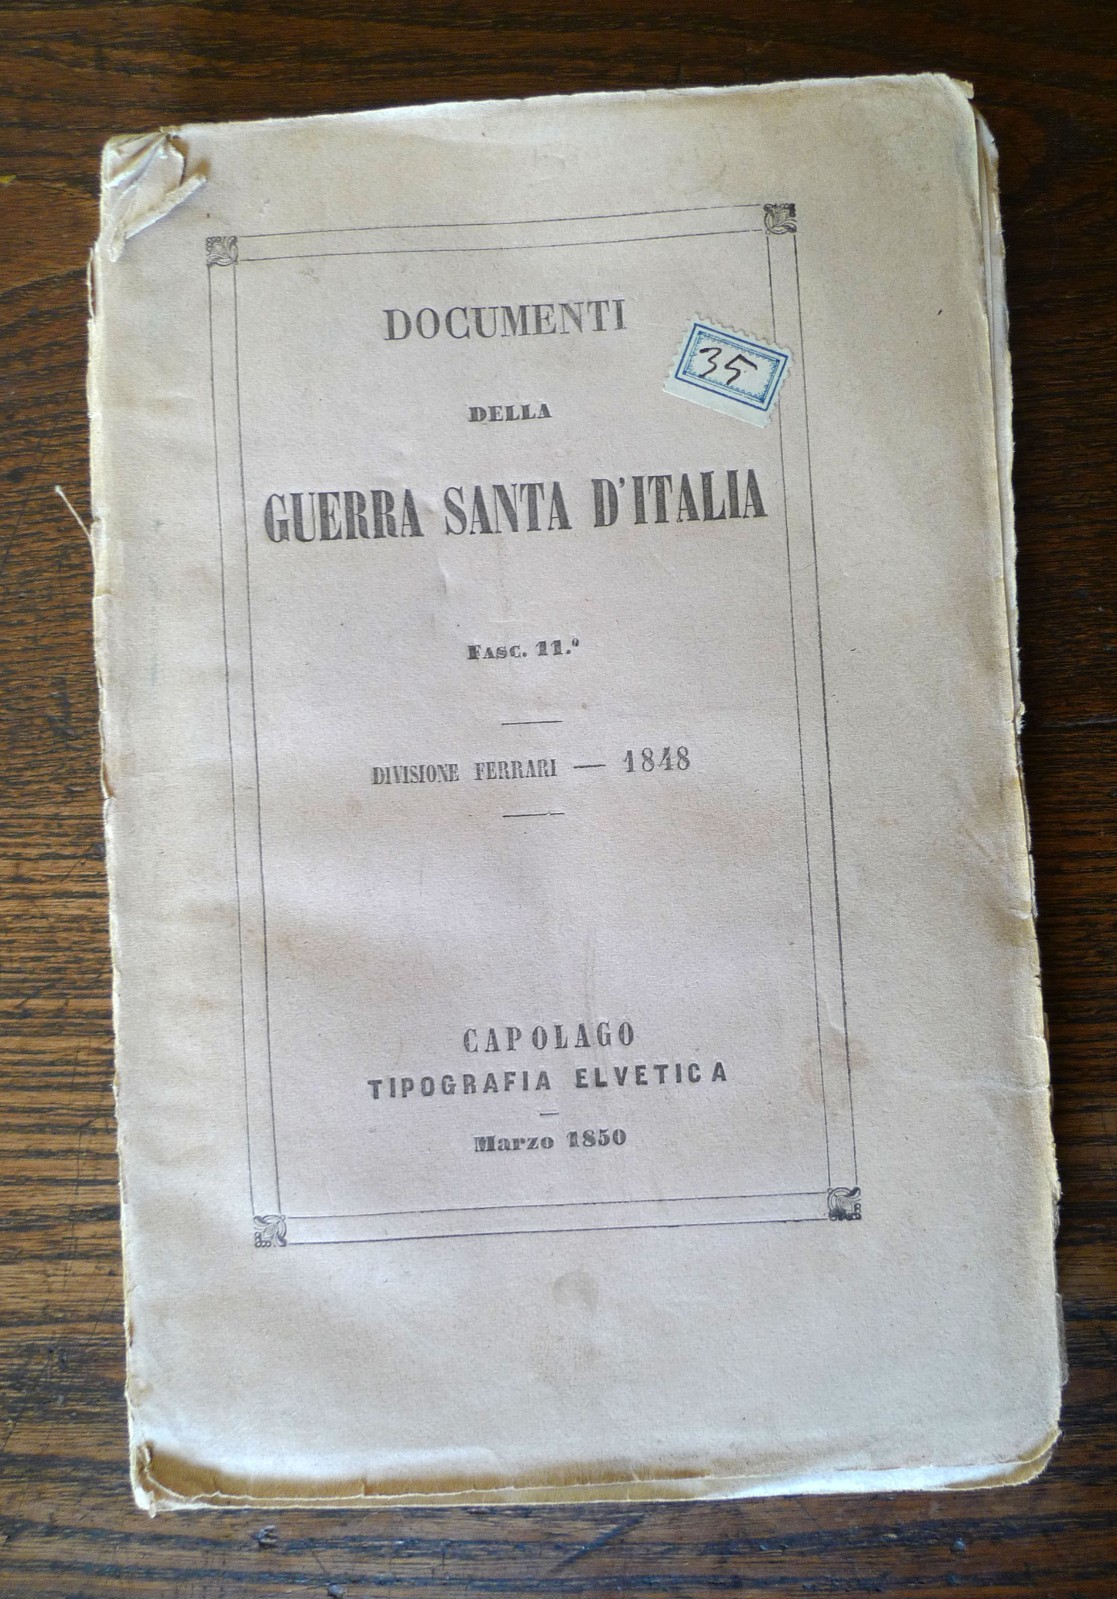 DOCUMENTI
35
DELLA
GUERRA SANTA D'ITALIA
FASC. 11.º
DIVISIONE FERRARI — 1848
CAPOLAGO
TIPOGRAFIA ELVETICA
—
Marzo 1850